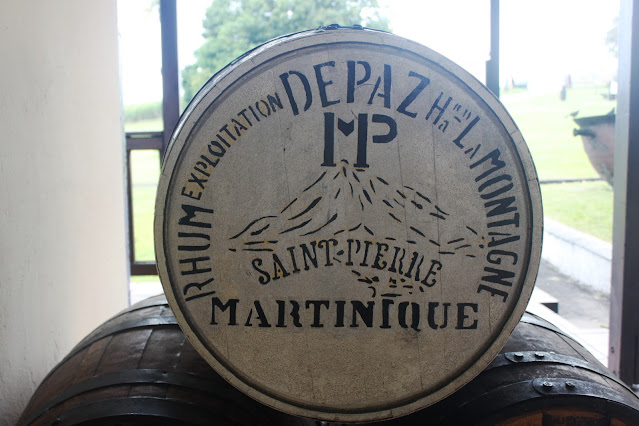 RHUM EXPLOITATION DEPAZ Hon La MONTAGNE
MP
SAINT-PIERRE
MARTINIQUE